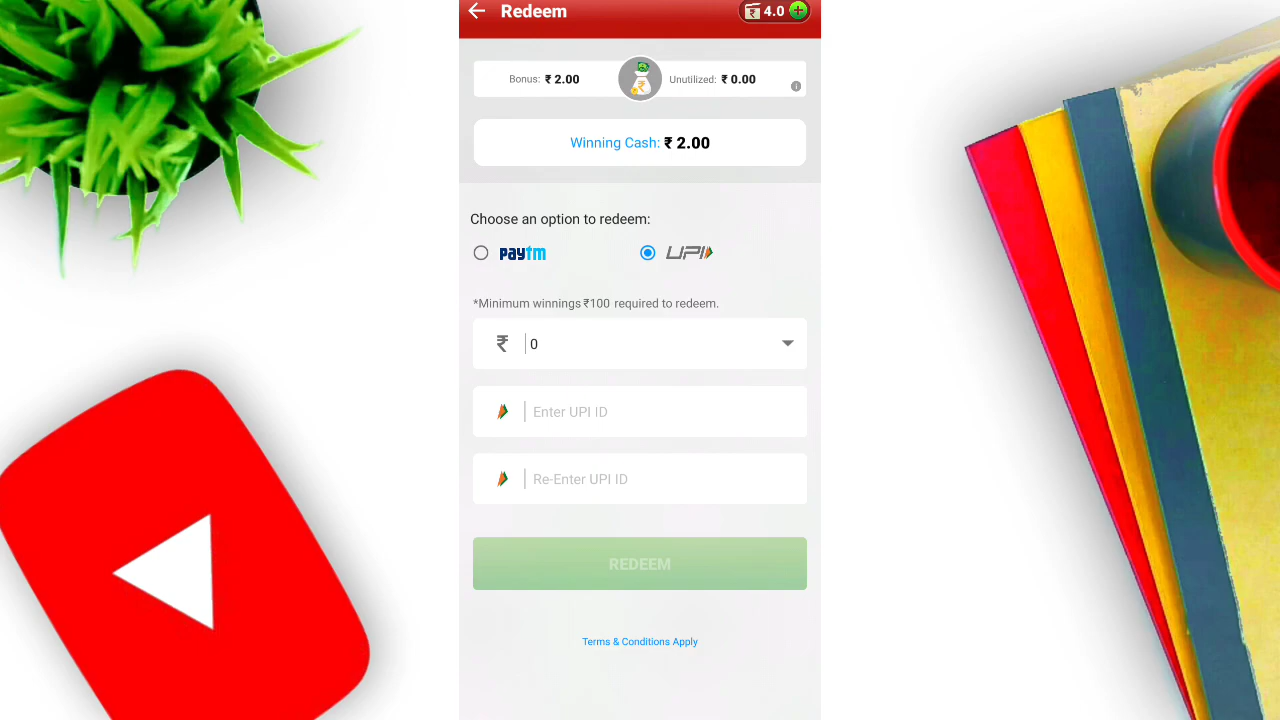 Redeem
₹ 4.0
Bonus: ₹ 2.00
Unutilized: ₹ 0.00
Winning Cash: ₹ 2.00
Choose an option to redeem:
paytm
UPI
*Minimum winnings ₹100 required to redeem.
₹ 0
Enter UPI ID
Re-Enter UPI ID
REDEEM
Terms & Conditions Apply